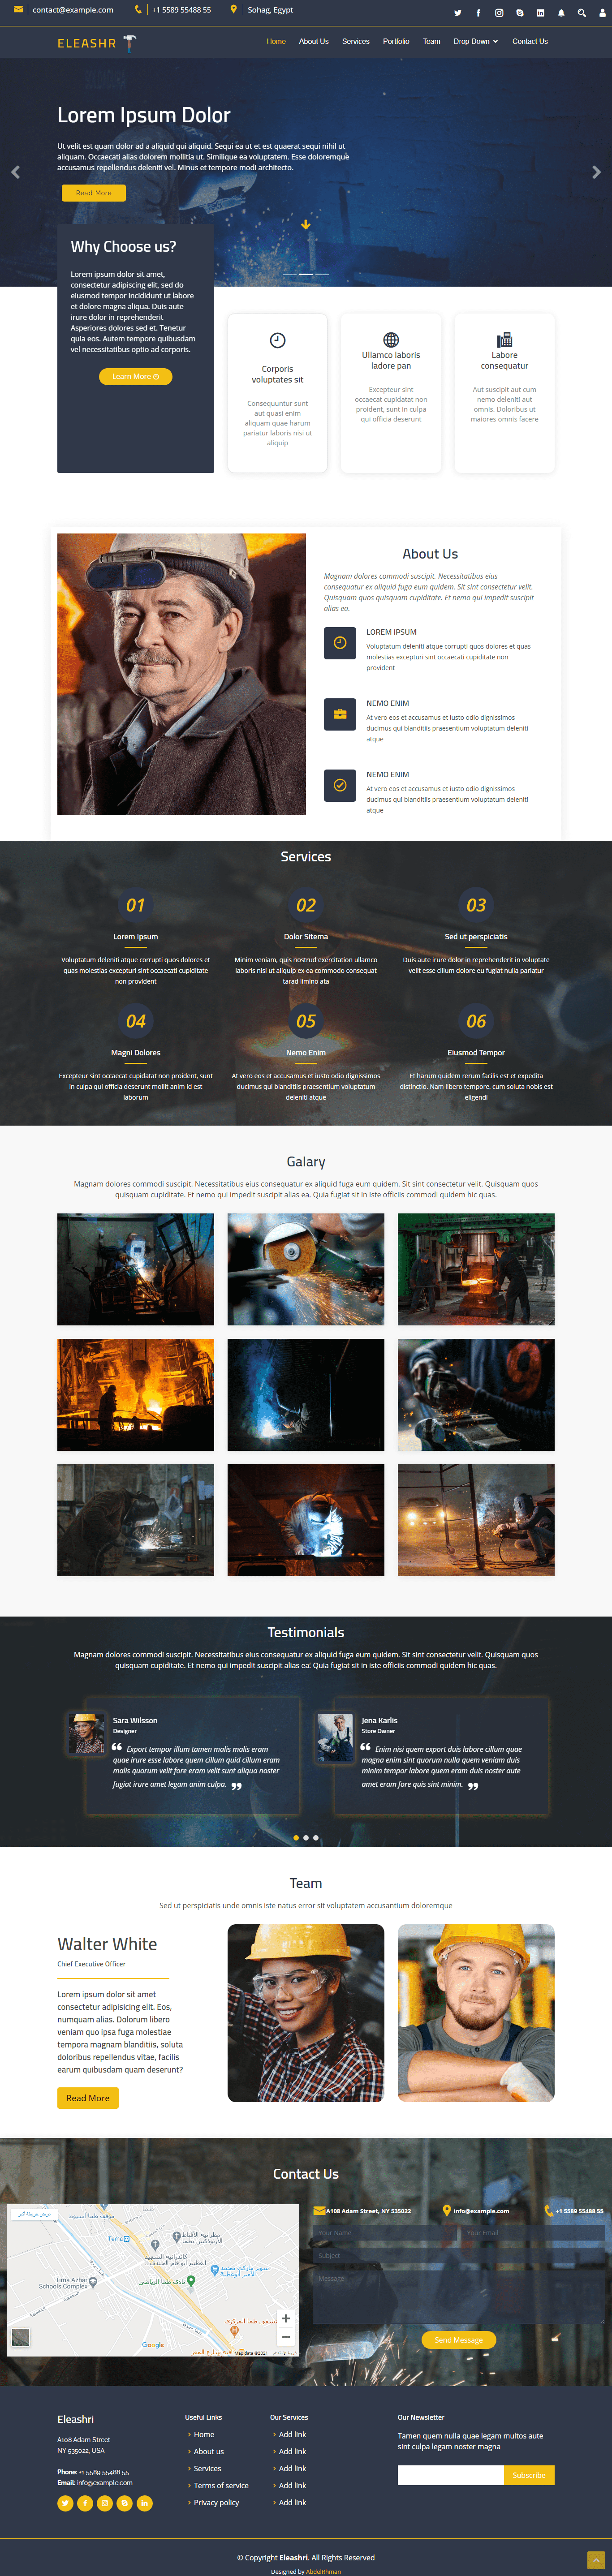 contact@example.com
+1 5589 55488 55
Sohag, Egypt
ELEASHR
Home
About Us
Services
Portfolio
Team
Drop Down
Contact Us
Lorem Ipsum Dolor
Ut velit est quam dolor ad a aliquid qui aliquid. Sequi ea ut et est quaerat sequi nihil ut
aliquam. Occaecati alias dolorem mollitia ut. Similique ea voluptatem. Esse doloremque
accusamus repellendus deleniti vel. Minus et tempore modi architecto.
Read More
Why Choose us?
Lorem ipsum dolor sit amet,
consectetur adipiscing elit, sed do
eiusmod tempor incididunt ut labore
et dolore magna aliqua. Duis aute
irure dolor in reprehenderit
Asperiores dolores sed et. Tenetur
quia eos. Autem tempore quibusdam
vel necessitatibus optio ad corporis.
Learn More
Corporis
voluptates sit
Consequuntur sunt
aut quasi enim
aliquam quae harum
pariatur laboris nisi ut
aliquip
Ullamco laboris
ladore pan
Excepteur sint
occaecat cupidatat non
proident, sunt in culpa
qui officia deserunt
Labore
consequatur
Aut suscipit aut cum
nemo deleniti aut
omnis. Doloribus ut
maiores omnis facere
About Us
Magnam dolores commodi suscipit. Necessitatibus eius
consequatur ex aliquid fuga eum quidem. Sit sint consectetur velit.
Quisquam quos quisquam cupiditate. Et nemo qui impedit suscipit
alias ea.
LOREM IPSUM
Voluptatum deleniti atque corrupti quos dolores et quas
molestias excepturi sint occaecati cupiditate non
provident
NEMO ENIM
At vero eos et accusamus et iusto odio dignissimos
ducimus qui blanditiis praesentium voluptatum deleniti
atque
NEMO ENIM
At vero eos et accusamus et iusto odio dignissimos
ducimus qui blanditiis praesentium voluptatum deleniti
atque
Services
01
Lorem Ipsum
Voluptatum deleniti atque corrupti quos dolores et
quas molestias excepturi sint occaecati cupiditate
non provident
02
Dolor Sitema
Minim veniam, quis nostrud exercitation ullamco
laboris nisi ut aliquip ex ea commodo consequat
tarad limino ata
03
Sed ut perspiciatis
Duis aute irure dolor in reprehenderit in voluptate
velit esse cillum dolore eu fugiat nulla pariatur
04
Magni Dolores
Excepteur sint occaecat cupidatat non proident, sunt
in culpa qui officia deserunt mollit anim id est
laborum
05
Nemo Enim
At vero eos et accusamus et iusto odio dignissimos
ducimus qui blanditiis praesentium voluptatum
deleniti atque
06
Eiusmod Tempor
Et harum quidem rerum facilis est et expedita
distinctio. Nam libero tempore, cum soluta nobis est
eligendi
Galary
Magnam dolores commodi suscipit. Necessitatibus eius consequatur ex aliquid fuga eum quidem. Sit sint consectetur velit. Quisquam quos
quisquam cupiditate. Et nemo qui impedit suscipit alias ea. Quia fugiat sit in iste officiis commodi quidem hic quas.
Testimonials
Magnam dolores commodi suscipit. Necessitatibus eius consequatur ex aliquid fuga eum quidem. Sit sint consectetur velit. Quisquam quos
quisquam cupiditate. Et nemo qui impedit suscipit alias ea. Quia fugiat sit in iste officiis commodi quidem hic quas.
Sara Wilsson
Designer
Export tempor illum tamen malis malis eram
quae irure esse labore quem cillum quid cillum eram
malis quorum velit fore eram velit sunt aliqua noster
fugiat irure amet legam anim culpa.
Jena Karlis
Store Owner
Enim nisi quem export duis labore cillum quae
magna enim sint quorum nulla quem veniam duis
minim tempor labore quem eram duis noster aute
amet eram fore quis sint minim.
Team
Sed ut perspiciatis unde omnis iste natus error sit voluptatem accusantium doloremque
Walter White
Chief Executive Officer
Lorem ipsum dolor sit amet
consectetur adipisicing elit. Eos,
numquam alias. Dolorum libero
veniam quo ipsa fuga molestiae
tempora magnam blanditiis, soluta
doloribus repellendus vitae, facilis
earum quibusdam quam deserunt?
Read More
Contact Us
A108 Adam Street, NY 535022
info@example.com
+1 5589 55488 55
Your Name
Your Email
Subject
Message
Send Message
Tema
Tima Azhar
Schools Complex
نادى طما الرياضى
Google
Map data ©2021
Eleashri
A108 Adam Street
NY 535022, USA
Phone: +1 5589 55488 55
Email: info@example.com
Useful Links
Home
About us
Services
Terms of service
Privacy policy
Our Services
Add link
Add link
Add link
Add link
Add link
Our Newsletter
Tamen quem nulla quae legam multos aute
sint culpa legam noster magna
Subscribe
© Copyright Eleashri. All Rights Reserved
Designed by AbdelRhman